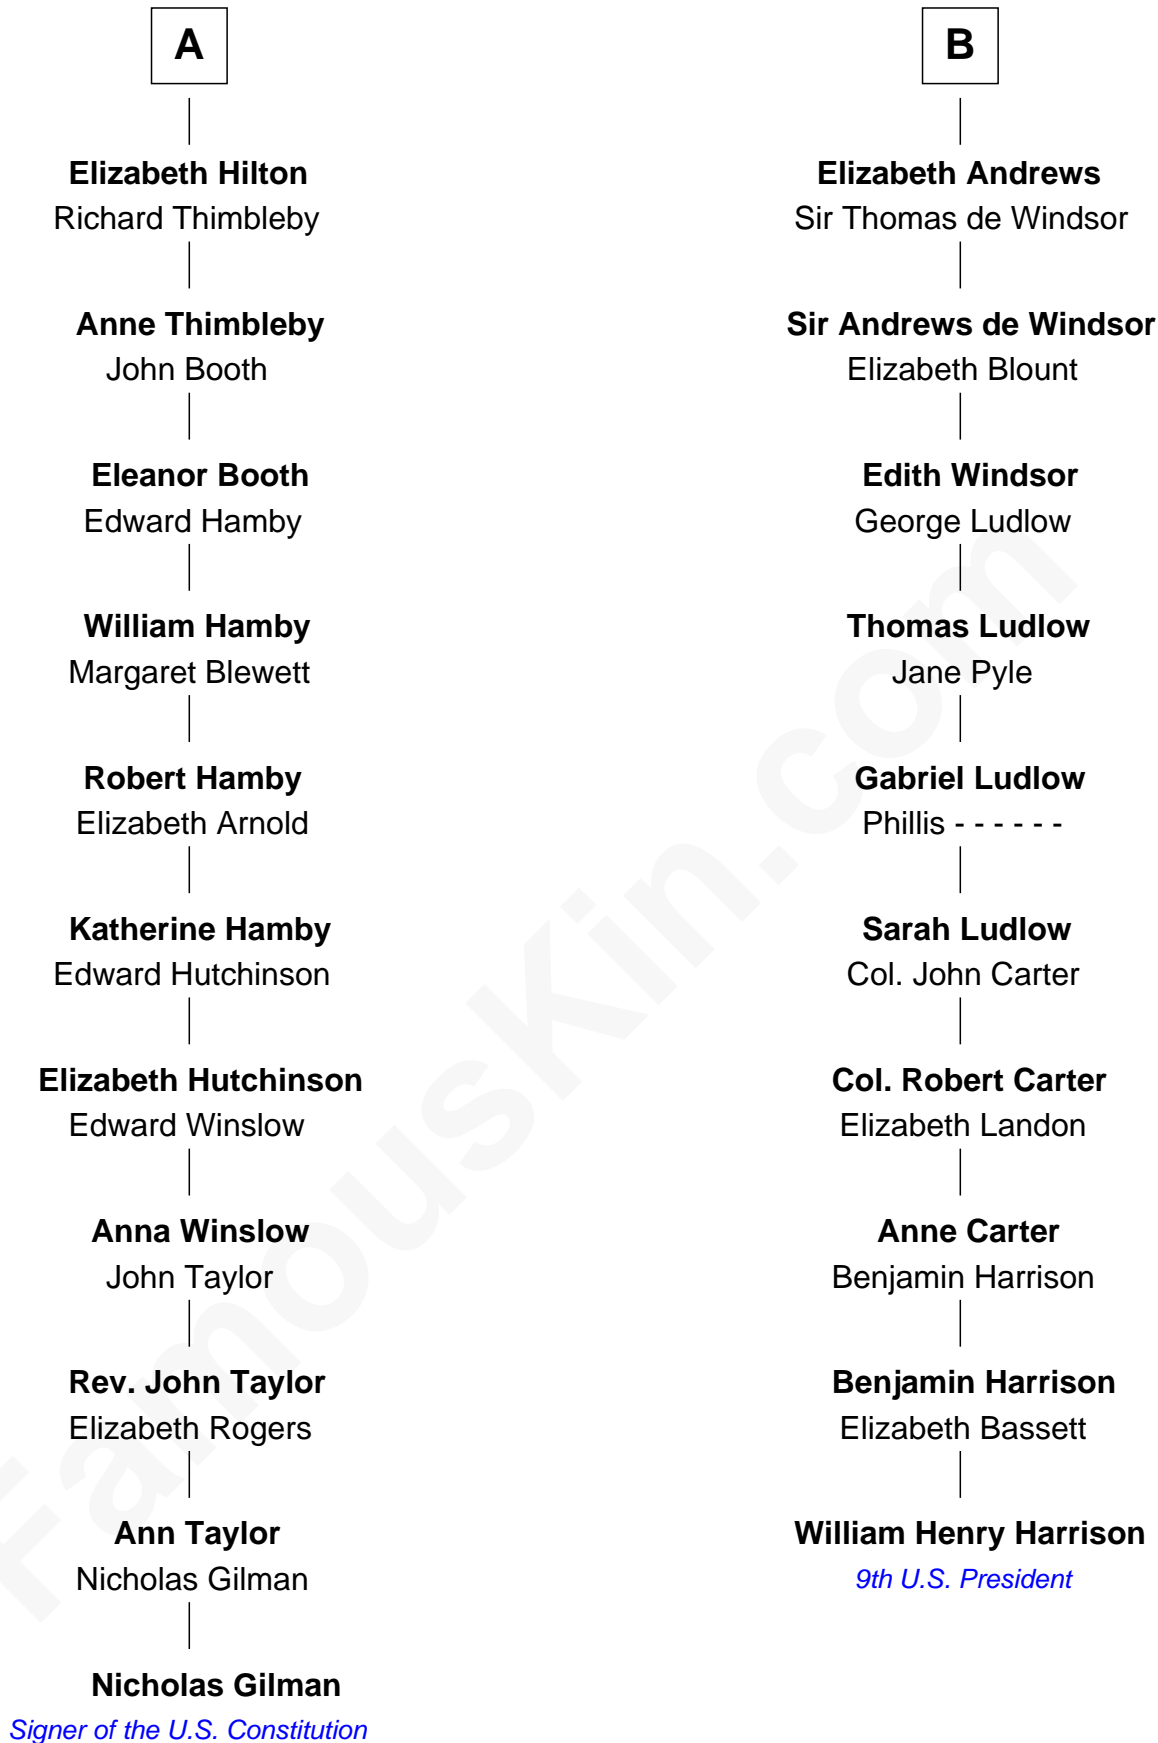 A
Elizabeth Hilton
Richard Thimbleby
Anne Thimbleby
John Booth
Eleanor Booth
Edward Hamby
William Hamby
Margaret Blewett
Robert Hamby
Elizabeth Arnold
Katherine Hamby
Edward Hutchinson
Elizabeth Hutchinson
Edward Winslow
Anna Winslow
John Taylor
Rev. John Taylor
Elizabeth Rogers
Ann Taylor
Nicholas Gilman
Nicholas Gilman
Signer of the U.S. Constitution
B
Elizabeth Andrews
Sir Thomas de Windsor
Sir Andrews de Windsor
Elizabeth Blount
Edith Windsor
George Ludlow
Thomas Ludlow
Jane Pyle
Gabriel Ludlow
Phillis - - - - - -
Sarah Ludlow
Col. John Carter
Col. Robert Carter
Elizabeth Landon
Anne Carter
Benjamin Harrison
Benjamin Harrison
Elizabeth Bassett
William Henry Harrison
9th U.S. President
FamousKin.com